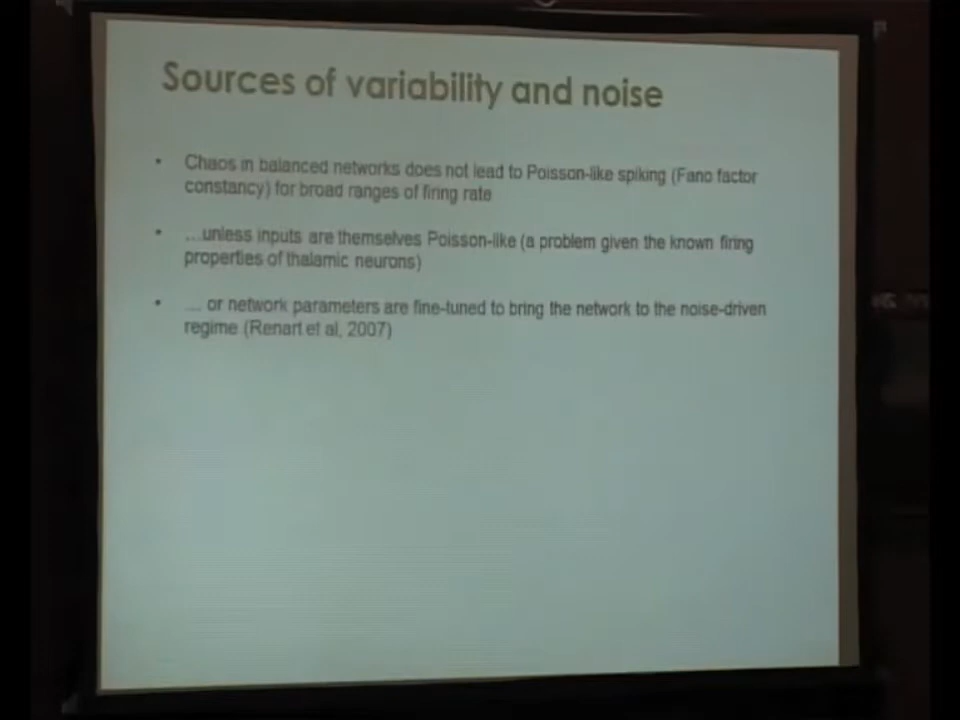 Sources of variability and noise
• Chaos in balanced networks does not lead to Poisson-like spiking (Fano factor
constancy) for broad ranges of firing rate
• …unless inputs are themselves Poisson-like (a problem given the known firing
properties of thalamic neurons)
• … or network parameters are fine-tuned to bring the network to the noise-driven
regime (Renart et al, 2007)